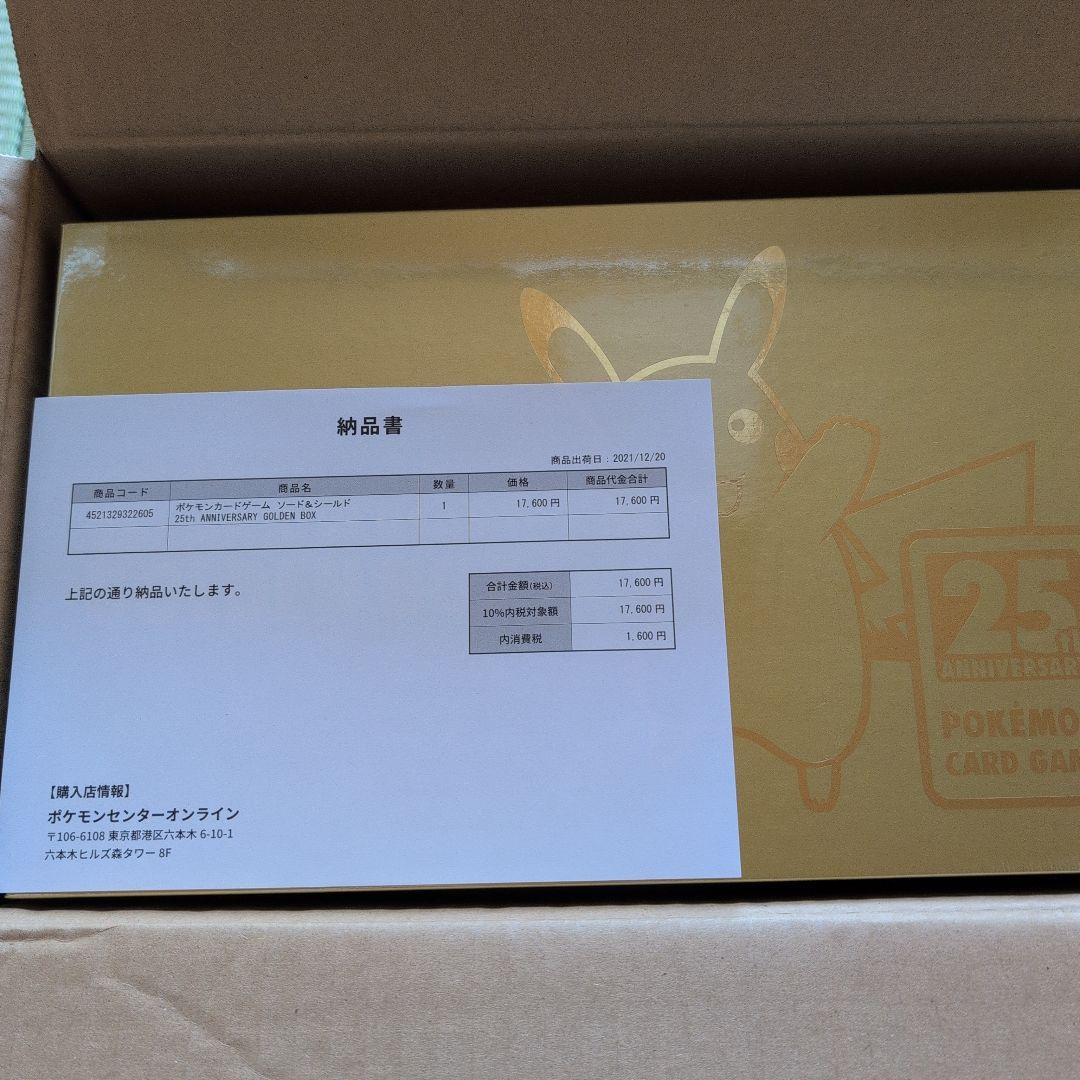 納品書
商品出荷日：2021/12/20
商品コード 商品名 数量 価格 商品代金合計
4521329322605 ポケモンカードゲーム ソード&シールド 1 17,600 円 17,600 円
25th ANNIVERSARY GOLDEN BOX
上記の通り納品いたします。
合計金額(税込) 17,600 円
10%内税対象額 17,600 円
内消費税 1,600 円
【購入店情報】
ポケモンセンターオンライン
〒106-6108 東京都港区六本木 6-10-1
六本木ヒルズ森タワー 8F
25th
ANNIVERSAR
POKÉMO
CARD GAM